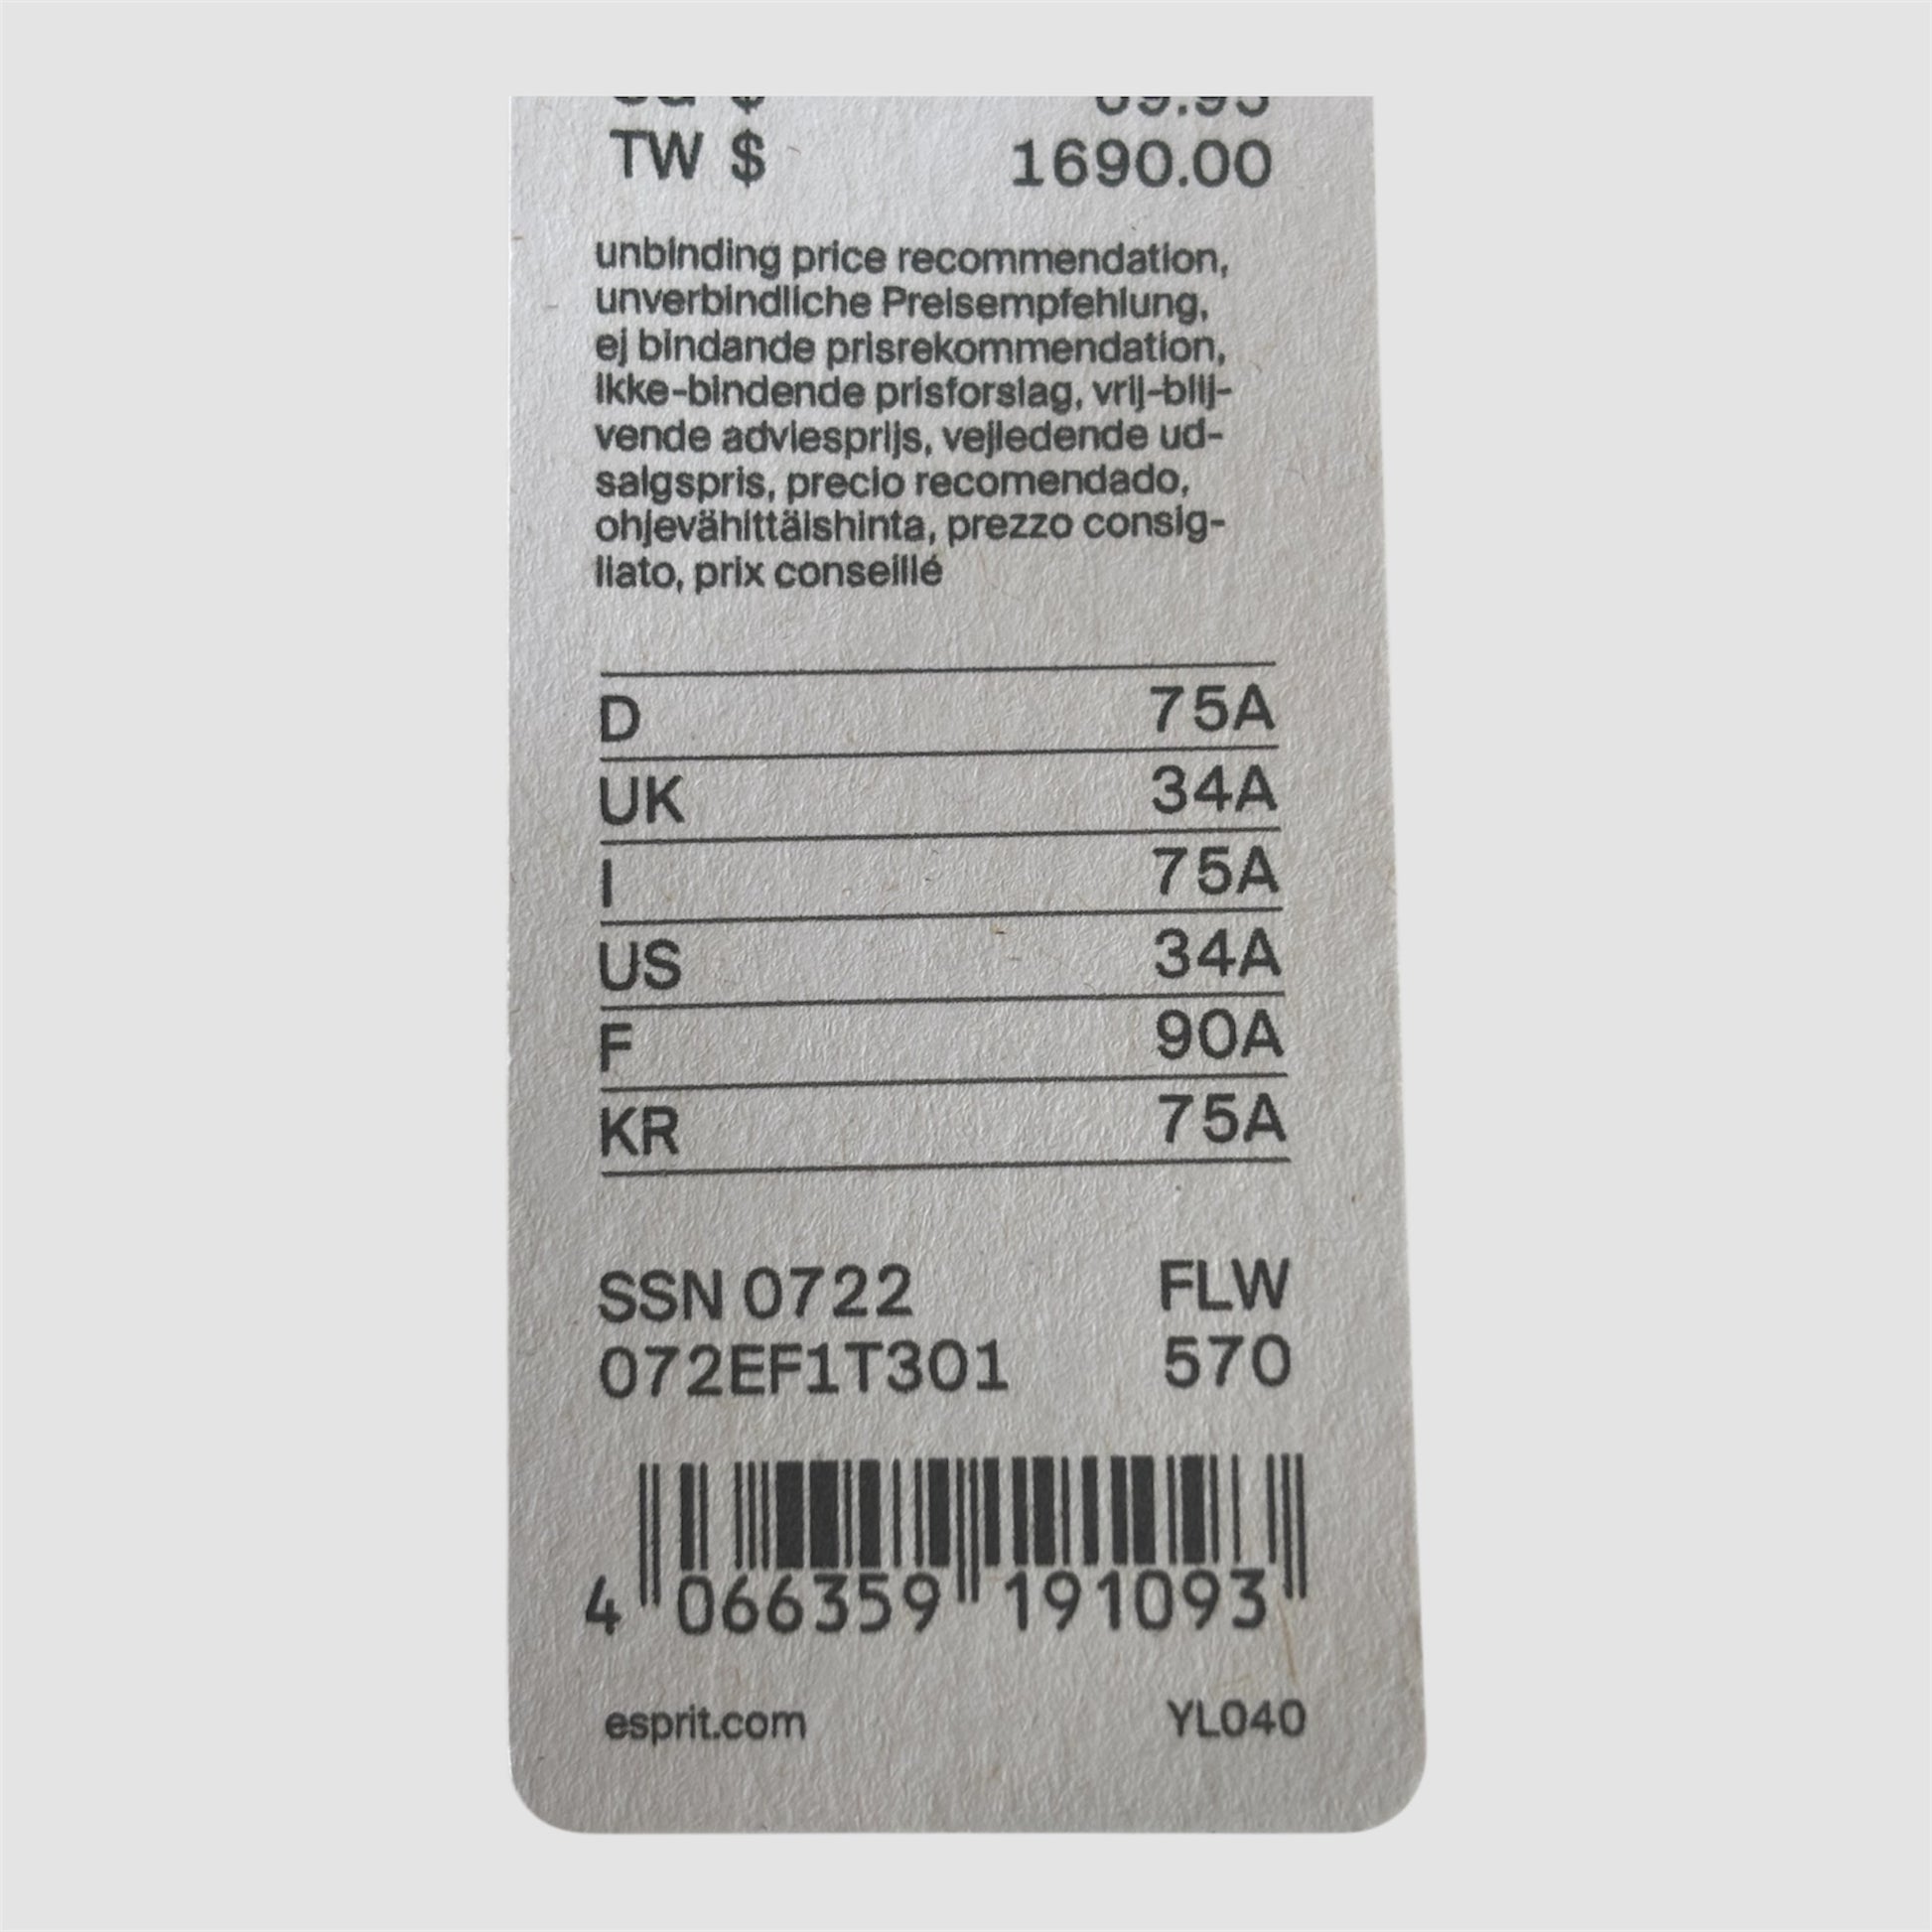 TW $ 1690.00
unbinding price recommendation,
unverbindliche Preisempfehlung,
ej bindande prisrekommendation,
ikke-bindende prisforslag, vrij-blij-
vende adviesprijs, vejledende ud-
salgspris, precio recomendado,
ohjevähittäishinta, prezzo consig-
liato, prix conseillé
D 75A
UK 34A
I 75A
US 34A
F 90A
KR 75A
SSN 0722 FLW
072EF1T301 570
4 066359 191093
esprit.com YL040